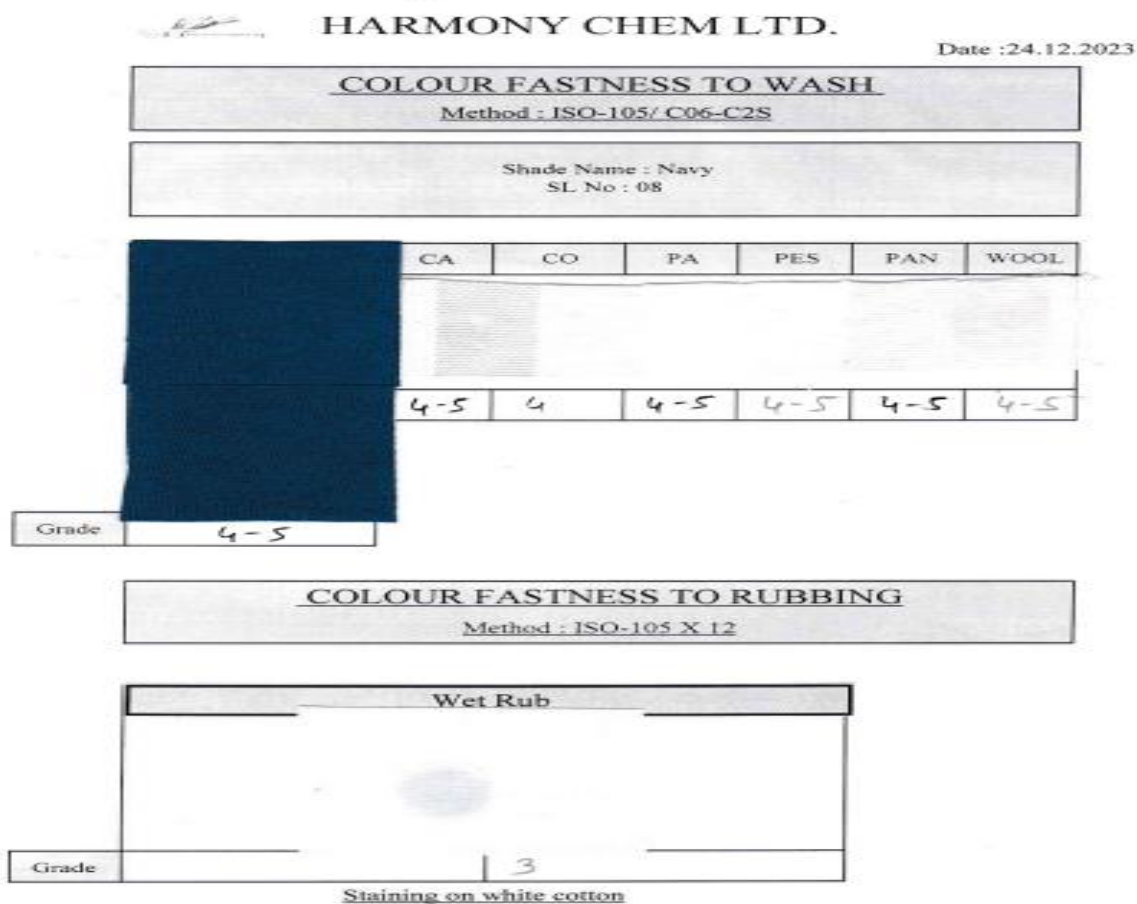 HARMONY CHEM LTD.
Date :24.12.2023
COLOUR FASTNESS TO WASH
Method : ISO-105/ C06-C2S
Shade Name : Navy
SL No : 08
CA CO PA PES PAN WOOL
4-5 4 4-5 4-5 4-5 4-5
Grade 4-5
COLOUR FASTNESS TO RUBBING
Method : ISO-105 X 12
Wet Rub
Grade 3
Staining on white cotton